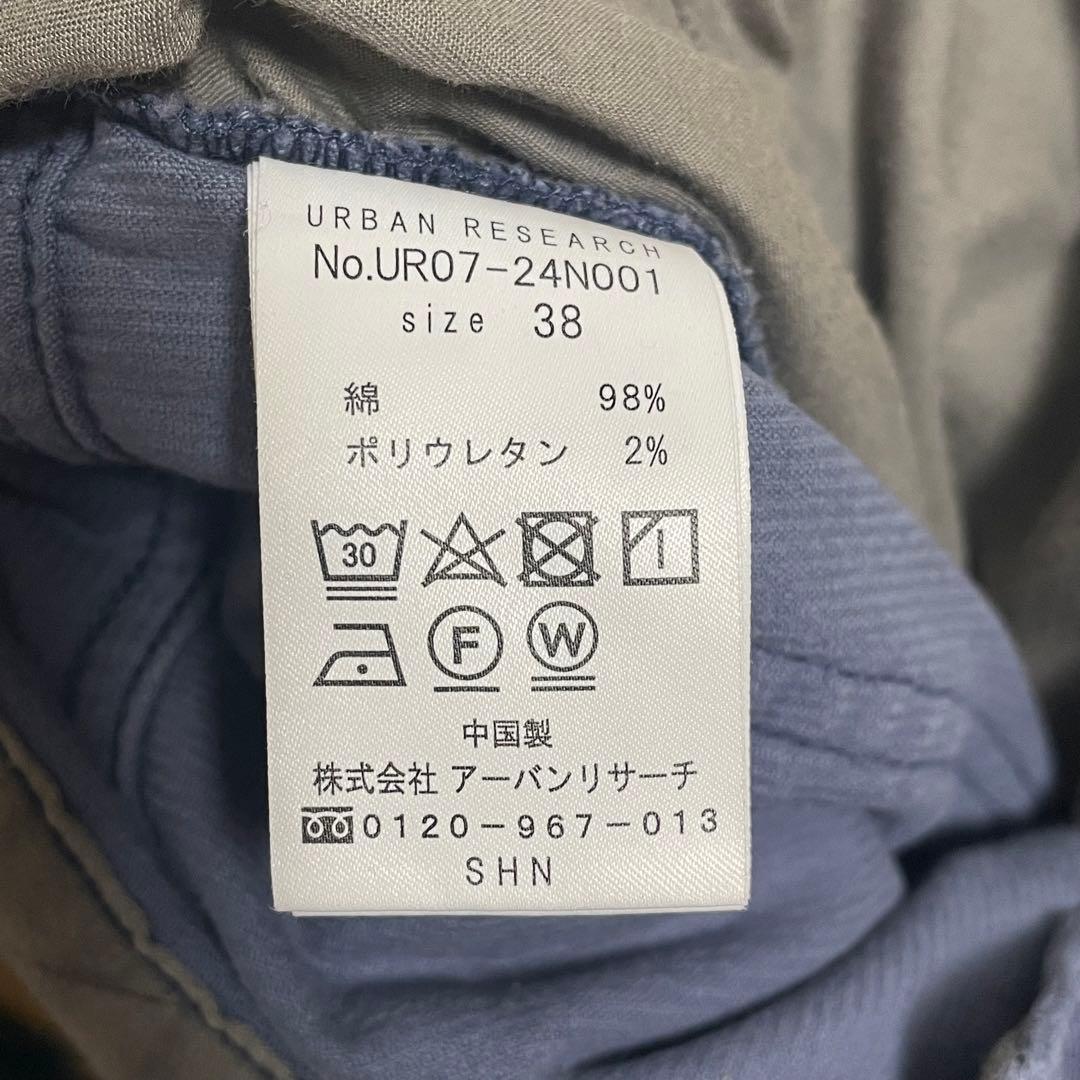 URBAN RESEARCH
No.UR07-24N001
size 38
綿 98%
ポリウレタン 2%
30
F W
中国製
株式会社 アーバンリサーチ
0120-967-013
SHN